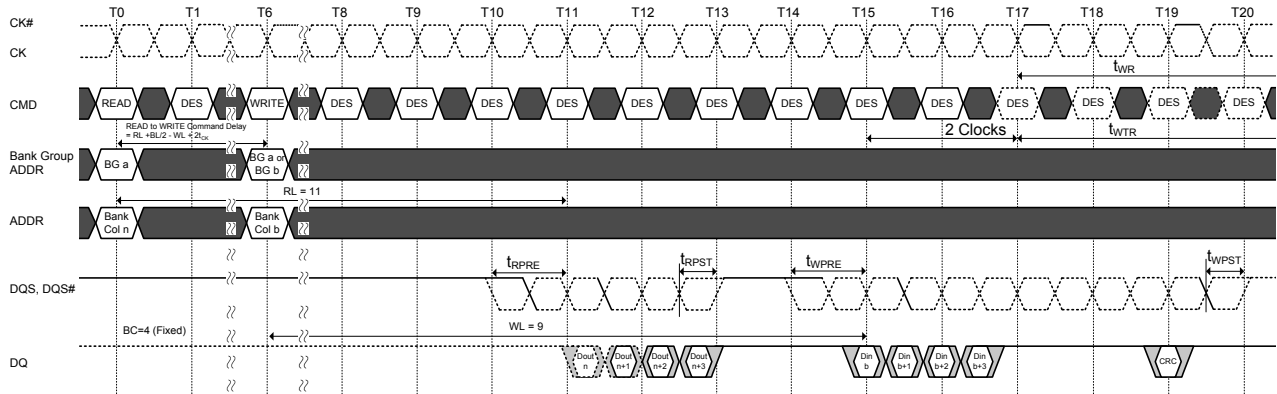 T0 T1 T6 T8 T9 T10 T11 T12 T13 T14 T15 T16 T17 T18 T19 T20
CK#
CK
tWR
CMD READ DES WRITE DES DES DES DES DES DES DES DES DES DES DES DES DES
READ to WRITE Command Delay
= RL +BL/2 - WL + 2tCK
2 Clocks tWTR
Bank Group
ADDR
BG a
BG a or
BG b
RL = 11
ADDR
Bank
Col n
Bank
Col b
tRPRE tRPST tWPRE tWPST
DQS, DQS#
BC=4 (Fixed) WL = 9
DQ
Dout
n
Dout
n+1
Dout
n+2
Dout
n+3
Din
b
Din
b+1
Din
b+2
Din
b+3
CRC